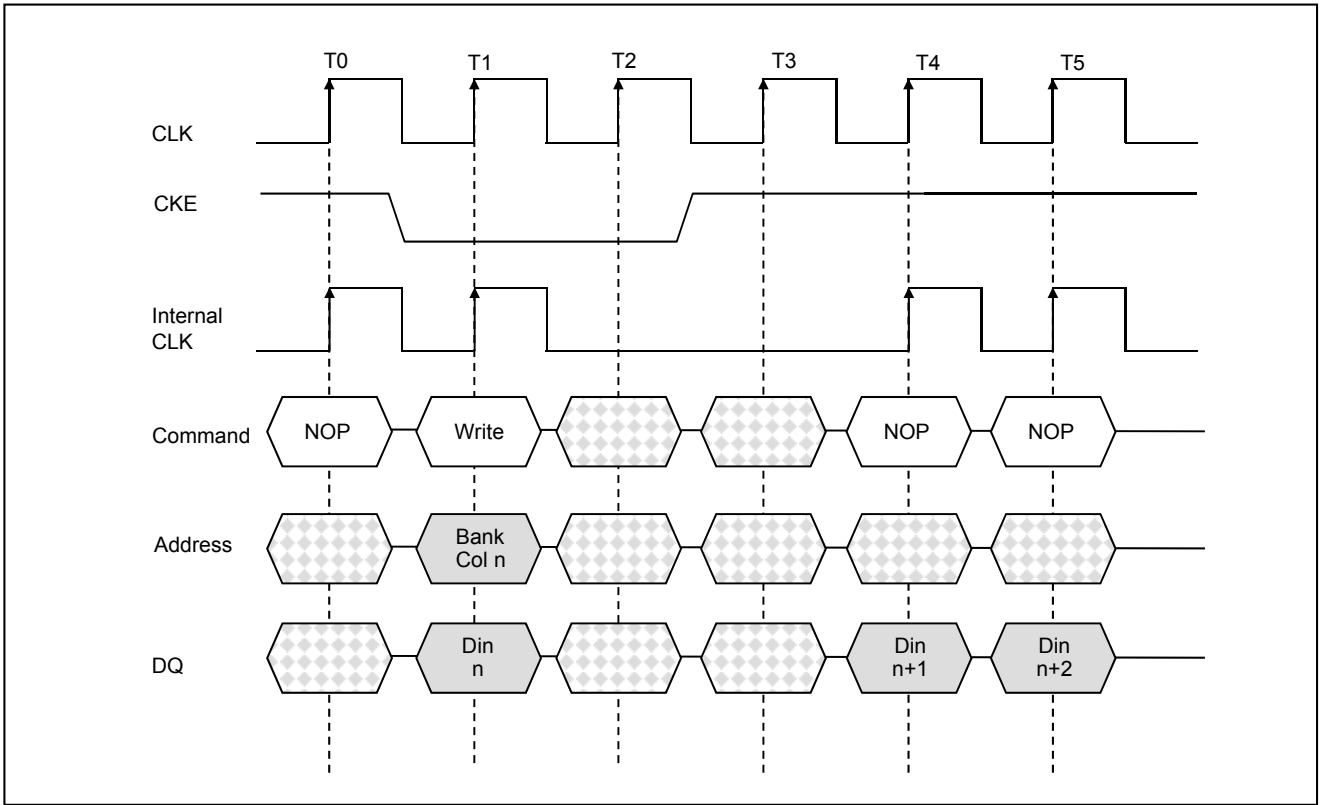 T0 T1 T2 T3 T4 T5
CLK
CKE
Internal
CLK
Command NOP Write NOP NOP
Address Bank
Col n
DQ Din
n Din
n+1 Din
n+2